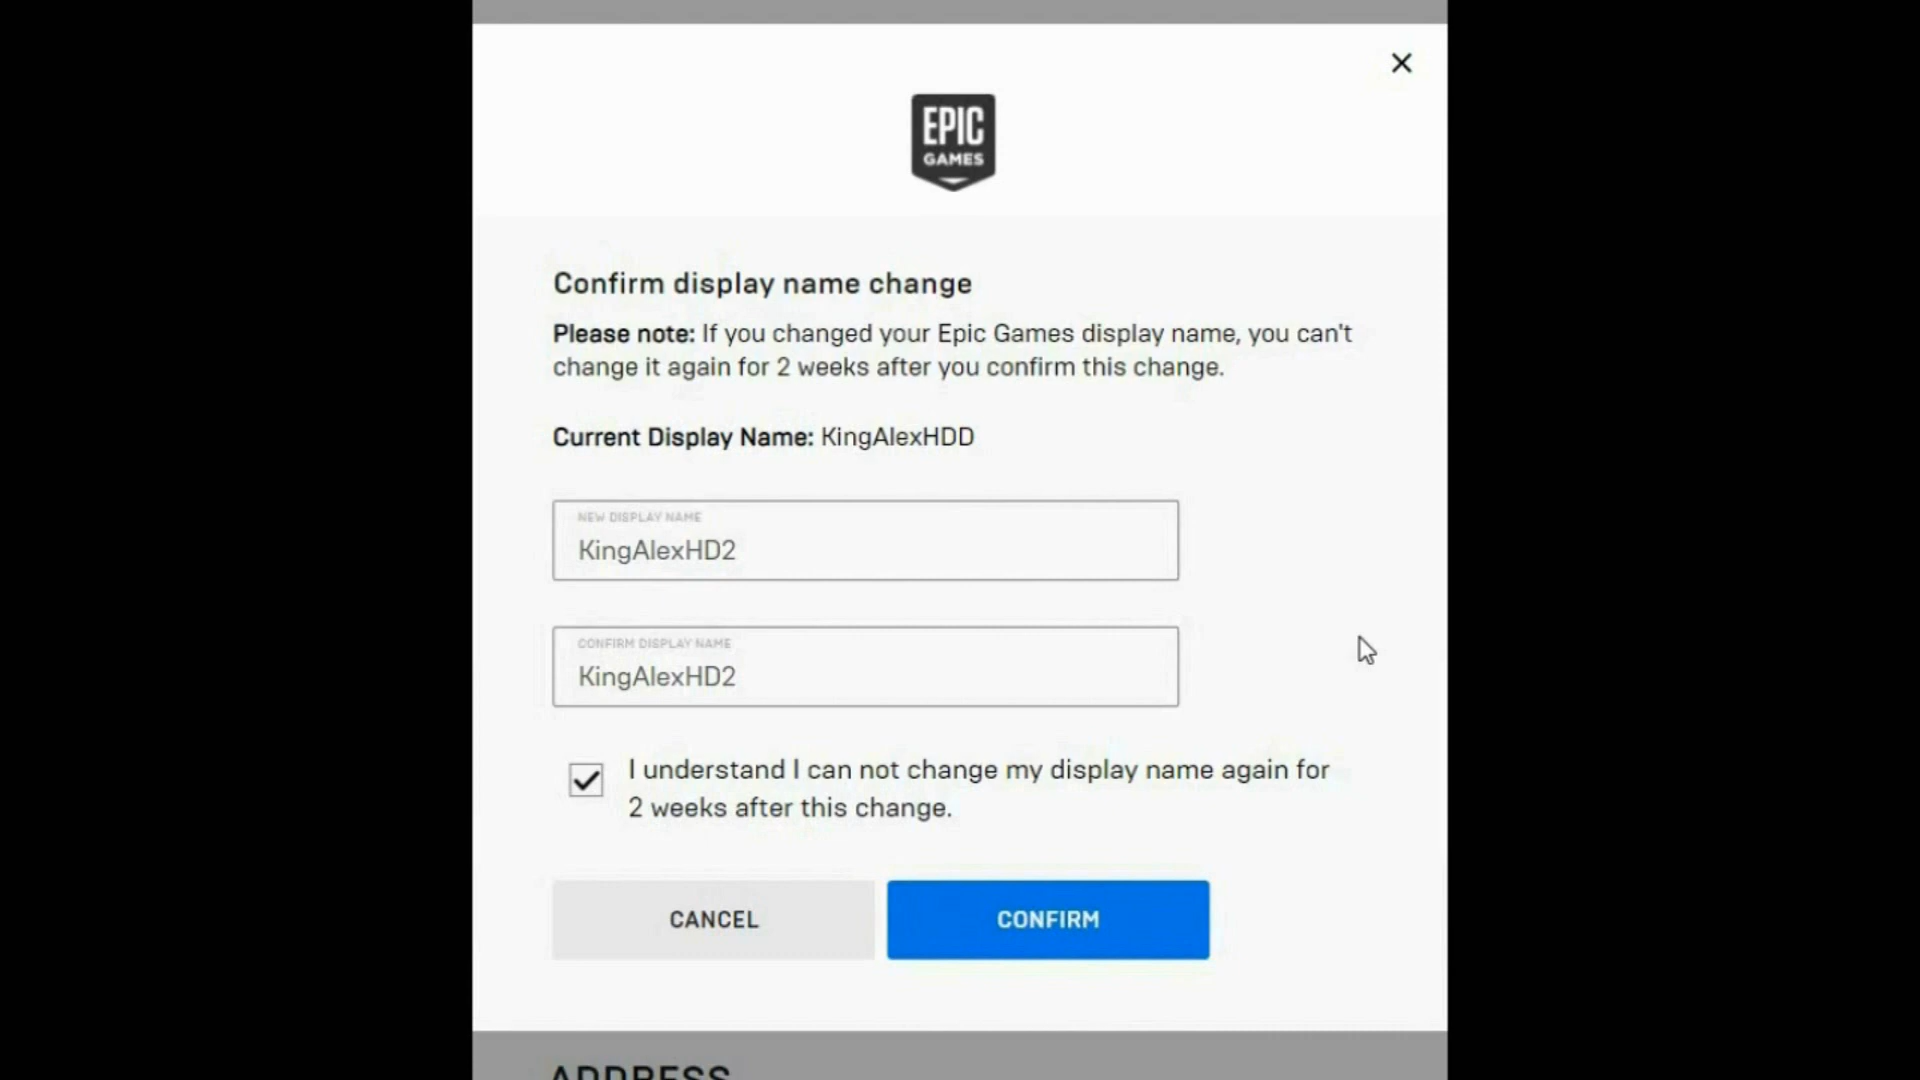 EPIC
GAMES
Confirm display name change
Please note: If you changed your Epic Games display name, you can't
change it again for 2 weeks after you confirm this change.
Current Display Name: KingAlexHDD
NEW DISPLAY NAME
KingAlexHD2
CONFIRM DISPLAY NAME
KingAlexHD2
I understand I can not change my display name again for
2 weeks after this change.
CANCEL CONFIRM
ADDRESS